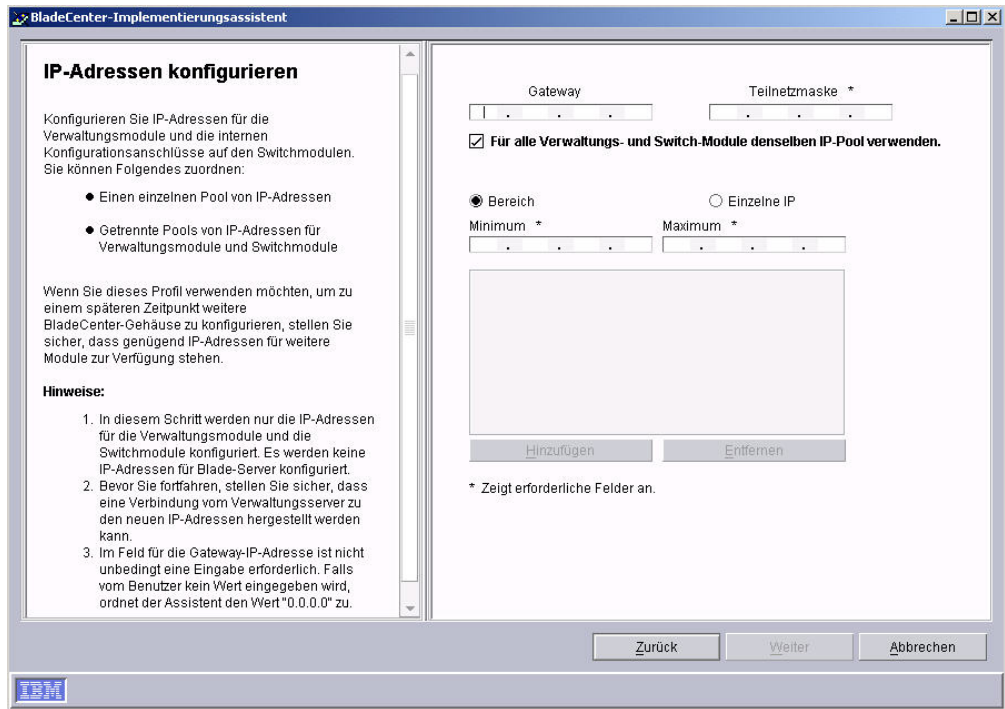 BladeCenter-Implementierungsassistent
IP-Adressen konfigurieren
Konfigurieren Sie IP-Adressen für die
Verwaltungsmodule und die internen
Konfigurationsanschlüsse auf den Switchmodulen.
Sie können Folgendes zuordnen:
● Einen einzelnen Pool von IP-Adressen
● Getrennte Pools von IP-Adressen für
Verwaltungsmodule und Switchmodule
Wenn Sie dieses Profil verwenden möchten, um zu
einem späteren Zeitpunkt weitere
BladeCenter-Gehäuse zu konfigurieren, stellen Sie
sicher, dass genügend IP-Adressen für weitere
Module zur Verfügung stehen.
Hinweise:
1. In diesem Schritt werden nur die IP-Adressen
für die Verwaltungsmodule und die
Switchmodule konfiguriert. Es werden keine
IP-Adressen für Blade-Server konfiguriert.
2. Bevor Sie fortfahren, stellen Sie sicher, dass
eine Verbindung vom Verwaltungsserver zu
den neuen IP-Adressen hergestellt werden
kann.
3. Im Feld für die Gateway-IP-Adresse ist nicht
unbedingt eine Eingabe erforderlich. Falls
vom Benutzer kein Wert eingegeben wird,
ordnet der Assistent den Wert "0.0.0.0" zu.
Gateway Teilnetzmaske *
. . . . . .
Für alle Verwaltungs- und Switch-Module denselben IP-Pool verwenden.
Bereich Einzelne IP
Minimum * Maximum *
. . . . . .
Hinzufügen Entfernen
* Zeigt erforderliche Felder an.
Zurück Weiter Abbrechen
IBM